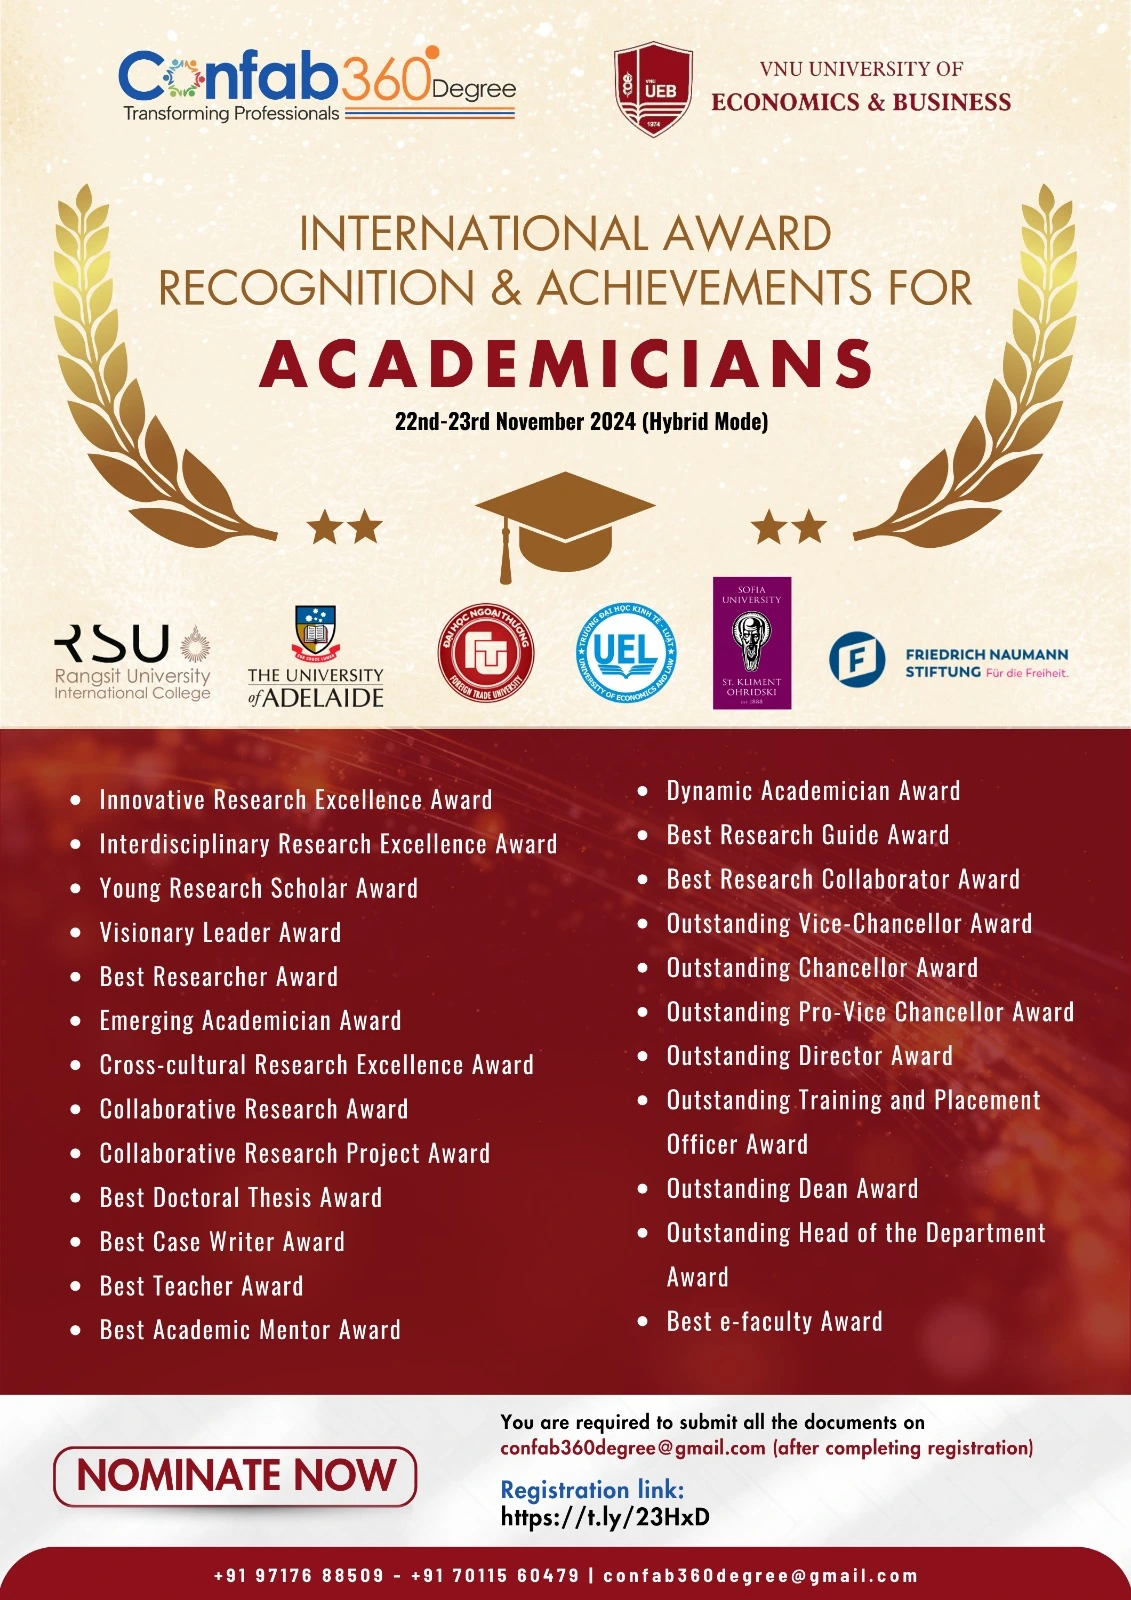 Confab360 Degree
Transforming Professionals
VNU
UEB
1974
VNU UNIVERSITY OF
ECONOMICS & BUSINESS
INTERNATIONAL AWARD
RECOGNITION & ACHIEVEMENTS FOR
ACADEMICIANS
22nd-23rd November 2024 (Hybrid Mode)
RSU
Rangsit University
International College
THE UNIVERSITY
of ADELAIDE
ĐẠI HỌC NGOẠI THƯƠNG
FOREIGN TRADE UNIVERSITY
TRƯỜNG ĐẠI HỌC KINH TẾ - LUẬT
UEL
UNIVERSITY OF ECONOMICS AND LAW
SOFIA
UNIVERSITY
ST. KLIMENT
OHRIDSKI
est 1888
F
FRIEDRICH NAUMANN
STIFTUNG Für die Freiheit.
• Innovative Research Excellence Award
• Interdisciplinary Research Excellence Award
• Young Research Scholar Award
• Visionary Leader Award
• Best Researcher Award
• Emerging Academician Award
• Cross-cultural Research Excellence Award
• Collaborative Research Award
• Collaborative Research Project Award
• Best Doctoral Thesis Award
• Best Case Writer Award
• Best Teacher Award
• Best Academic Mentor Award
• Dynamic Academician Award
• Best Research Guide Award
• Best Research Collaborator Award
• Outstanding Vice-Chancellor Award
• Outstanding Chancellor Award
• Outstanding Pro-Vice Chancellor Award
• Outstanding Director Award
• Outstanding Training and Placement
Officer Award
• Outstanding Dean Award
• Outstanding Head of the Department
Award
• Best e-faculty Award
NOMINATE NOW
You are required to submit all the documents on
confab360degree@gmail.com (after completing registration)
Registration link:
https://t.ly/23HxD
+91 97176 88509 - +91 70115 60479 | confab360degree@gmail.com